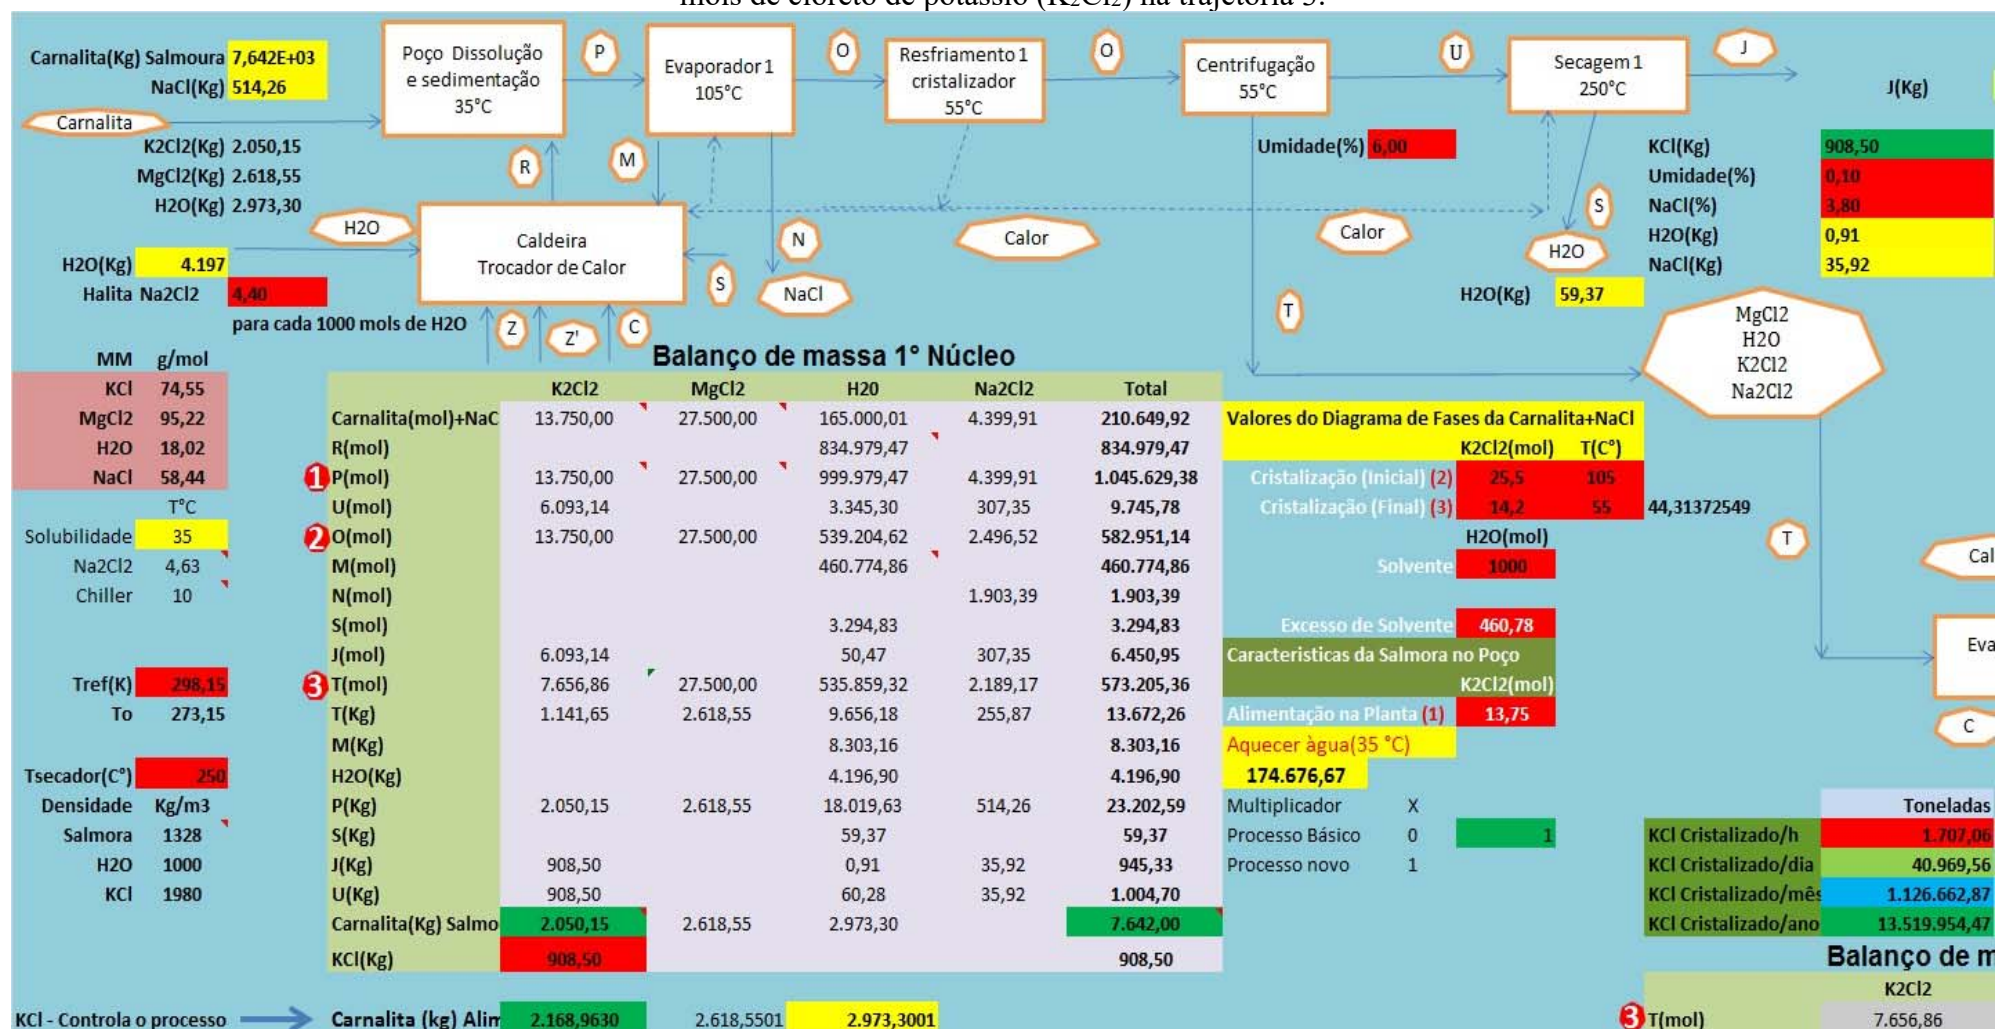 mols de cloreto de potássio (K2Cl2) na trajetória 3.
Carnalita(Kg) Salmoura 7,642E+03
NaCl(Kg) 514,26
Carnalita
K2Cl2(Kg) 2.050,15
MgCl2(Kg) 2.618,55
H2O(Kg) 2.973,30
Poço Dissolução
e sedimentação
35°C
P
Evaporador 1
105°C
O
Resfriamento 1
cristalizador
55°C
O
Centrifugação
55°C
U
Secagem 1
250°C
J
J(Kg)
Umidade(%) 6,00
KCl(Kg) 908,50
Umidade(%) 0,10
NaCl(%) 3,80
H2O(Kg) 0,91
NaCl(Kg) 35,92
R
M
H2O
Caldeira
Trocador de Calor
N
S
NaCl
Calor
Calor
S
H2O
H2O(Kg) 59,37
T
H2O(Kg) 4.197
Halita Na2Cl2 4,40
para cada 1000 mols de H2O
Z
Z'
C
MgCl2
H2O
K2Cl2
Na2Cl2
MM g/mol
KCl 74,55
MgCl2 95,22
H2O 18,02
NaCl 58,44
T°C
Solubilidade 35
Na2Cl2 4,63
Chiller 10
Tref(K) 298,15
To 273,15
Tsecador(C°) 250
Densidade Kg/m3
Salmora 1328
H2O 1000
KCl 1980
Balanço de massa 1° Núcleo
K2Cl2 MgCl2 H20 Na2Cl2 Total
Carnalita(mol)+NaC 13.750,00 27.500,00 165.000,01 4.399,91 210.649,92
R(mol) 834.979,47 834.979,47
1 P(mol) 13.750,00 27.500,00 999.979,47 4.399,91 1.045.629,38
U(mol) 6.093,14 3.345,30 307,35 9.745,78
2 O(mol) 13.750,00 27.500,00 539.204,62 2.496,52 582.951,14
M(mol) 460.774,86 460.774,86
N(mol) 1.903,39 1.903,39
S(mol) 3.294,83 3.294,83
J(mol) 6.093,14 50,47 307,35 6.450,95
3 T(mol) 7.656,86 27.500,00 535.859,32 2.189,17 573.205,36
T(Kg) 1.141,65 2.618,55 9.656,18 255,87 13.672,26
M(Kg) 8.303,16 8.303,16
H2O(Kg) 4.196,90 4.196,90
P(Kg) 2.050,15 2.618,55 18.019,63 514,26 23.202,59
S(Kg) 59,37 59,37
J(Kg) 908,50 0,91 35,92 945,33
U(Kg) 908,50 60,28 35,92 1.004,70
Carnalita(Kg) Salmo 2.050,15 2.618,55 2.973,30 7.642,00
KCl(Kg) 908,50 908,50
KCl - Controla o processo Carnalita (kg) Alim 2.168,9630 2.618,5501 2.973,3001
Valores do Diagrama de Fases da Carnalita+NaCl
K2Cl2(mol) T(C°)
Cristalização (Inicial) (2) 25,5 105
Cristalização (Final) (3) 14,2 55 44,31372549
H2O(mol)
Solvente 1000
Excesso de Solvente 460,78
Caracteristicas da Salmora no Poço
K2Cl2(mol)
Alimentação na Planta (1) 13,75
Aquecer àgua(35 °C)
174.676,67
Multiplicador X
Processo Básico 0 1
Processo novo 1
T
Cal
Eva
C
Toneladas
KCl Cristalizado/h 1.707,06
KCl Cristalizado/dia 40.969,56
KCl Cristalizado/mês 1.126.662,87
KCl Cristalizado/ano 13.519.954,47
Balanço de m
K2Cl2
3 T(mol) 7.656,86